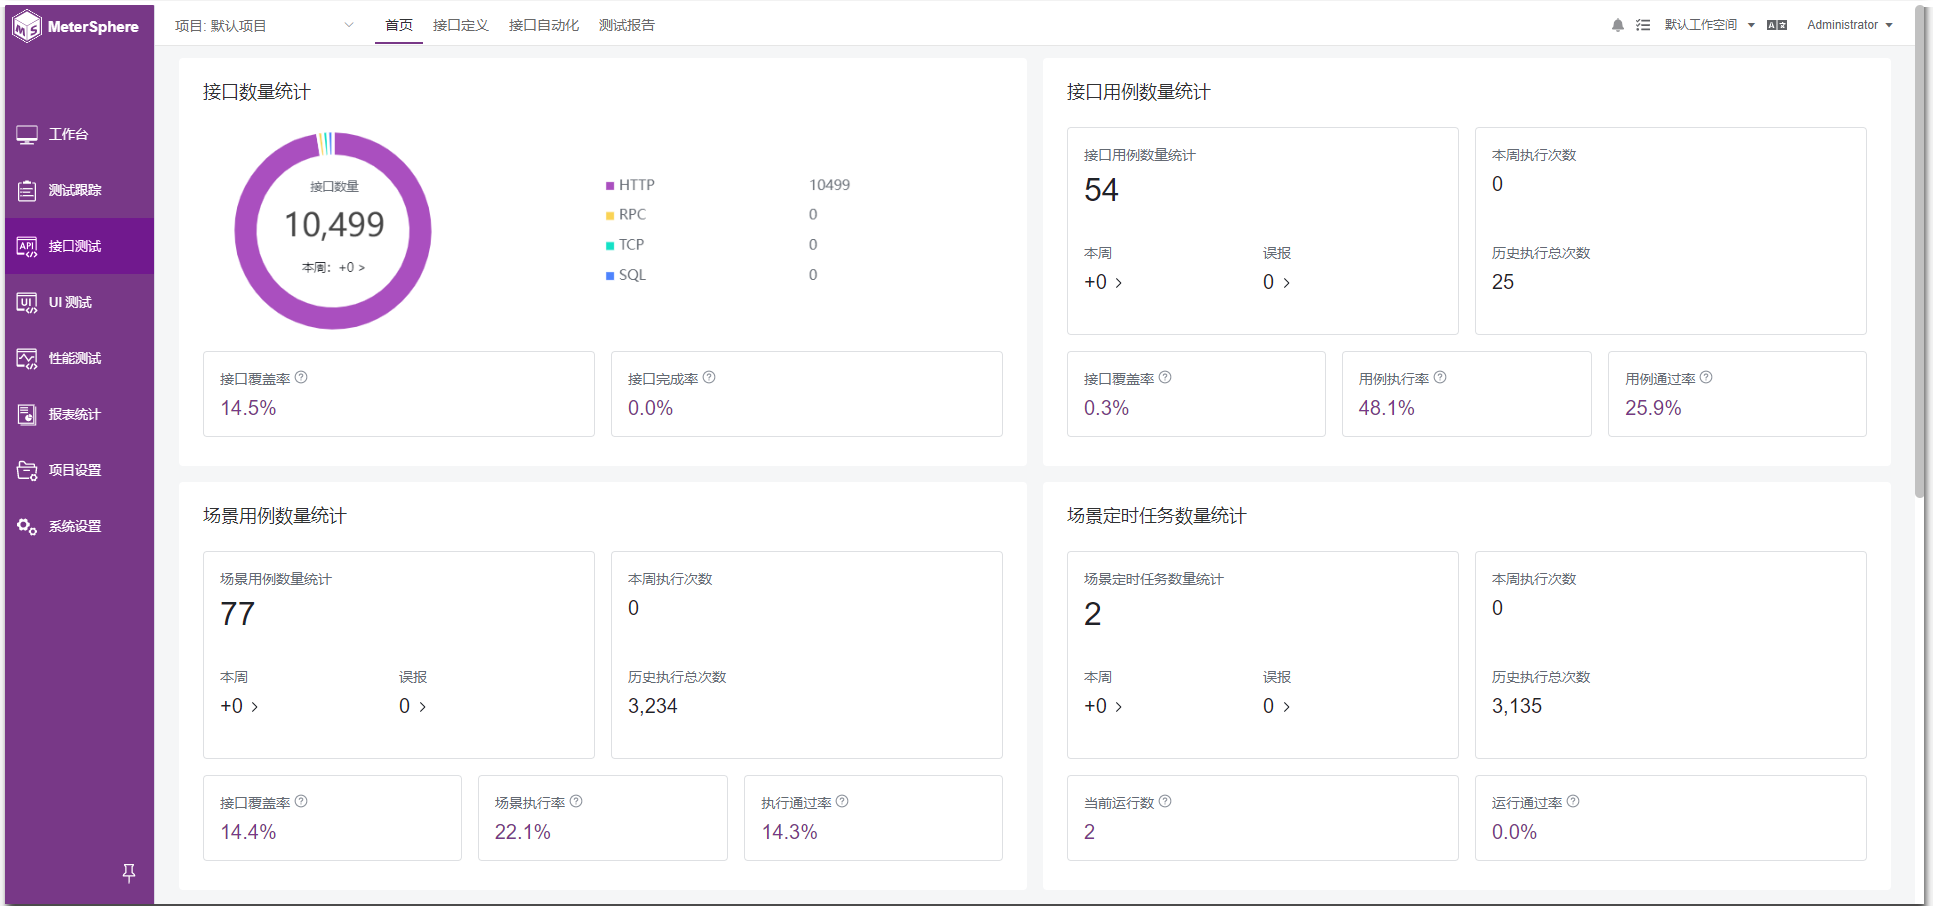 MeterSphere
项目: 默认项目
首页
接口定义
接口自动化
测试报告
默认工作空间
Administrator
工作台
测试跟踪
接口测试
UI 测试
性能测试
报表统计
项目设置
系统设置
接口数量统计
接口数量
10,499
本周: +0 >
HTTP 10499
RPC 0
TCP 0
SQL 0
接口覆盖率
14.5%
接口完成率
0.0%
接口用例数量统计
接口用例数量统计
54
本周
+0 >
误报
0 >
本周执行次数
0
历史执行总次数
25
接口覆盖率
0.3%
用例执行率
48.1%
用例通过率
25.9%
场景用例数量统计
场景用例数量统计
77
本周
+0 >
误报
0 >
本周执行次数
0
历史执行总次数
3,234
接口覆盖率
14.4%
场景执行率
22.1%
执行通过率
14.3%
场景定时任务数量统计
场景定时任务数量统计
2
本周
+0 >
误报
0 >
本周执行次数
0
历史执行总次数
3,135
当前运行数
2
运行通过率
0.0%